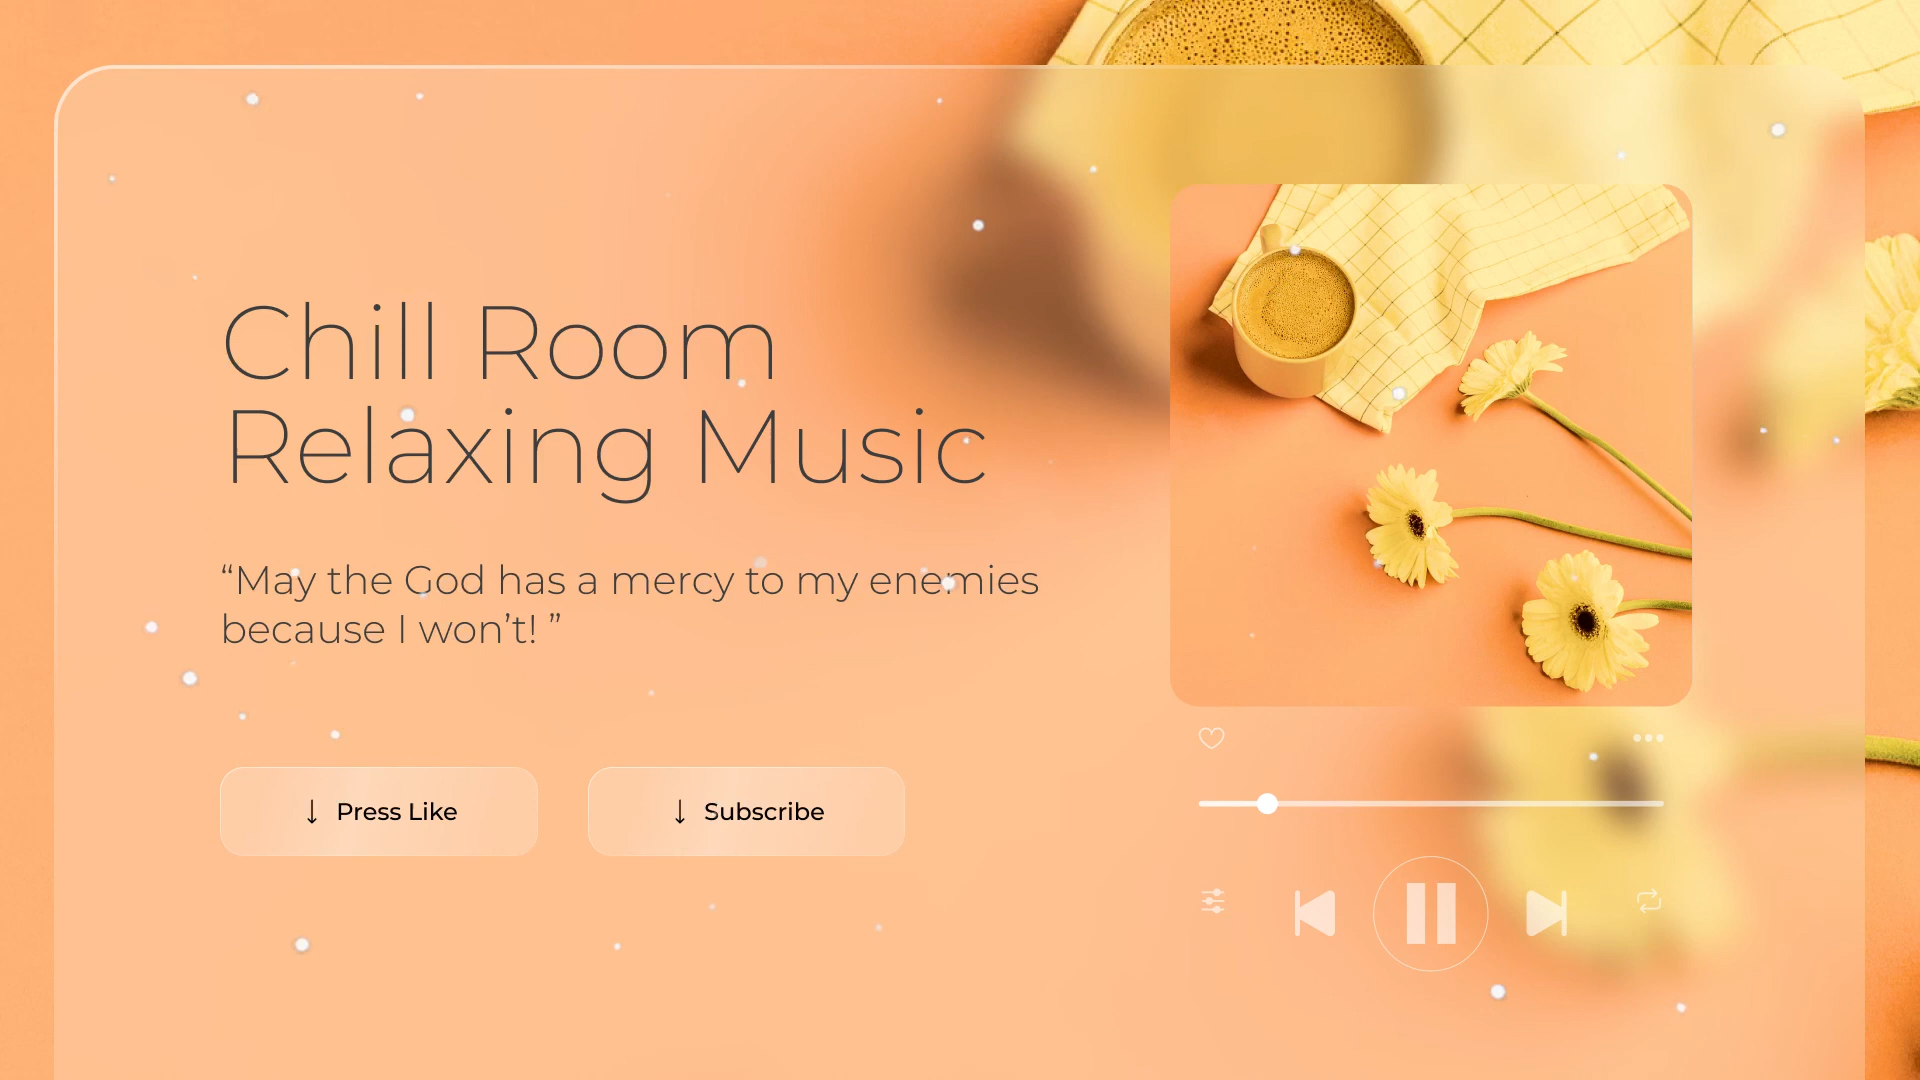 Chill Room
Relaxing Music
“May the God has a mercy to my enemies
because I won’t! ”
↓ Press Like
↓ Subscribe